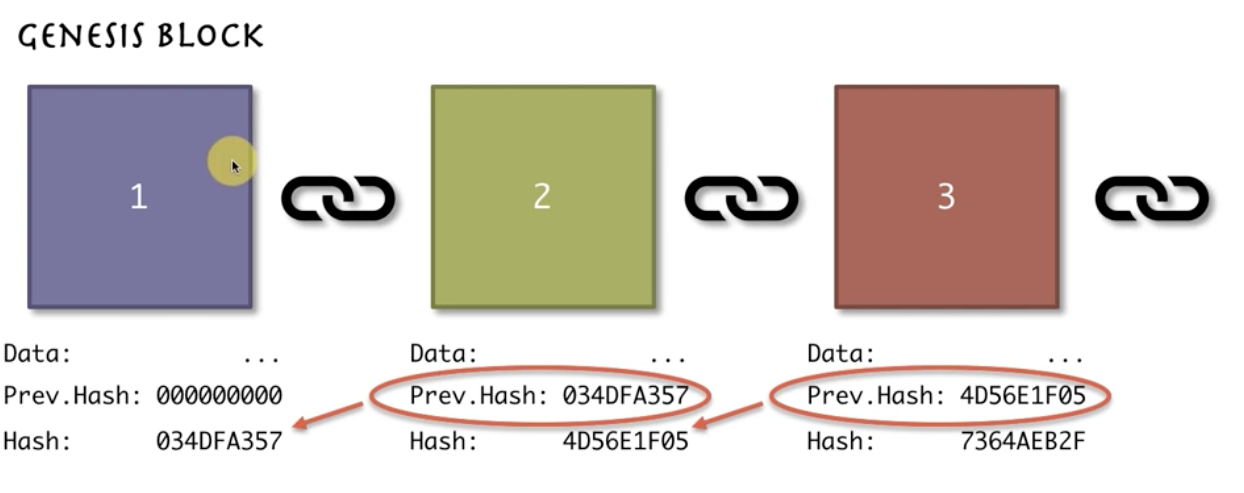 GENESIS BLOCK
1
2
3
Data: ...
Prev.Hash: 000000000
Hash: 034DFA357
Data: ...
Prev.Hash: 034DFA357
Hash: 4D56E1F05
Data: ...
Prev.Hash: 4D56E1F05
Hash: 7364AEB2F